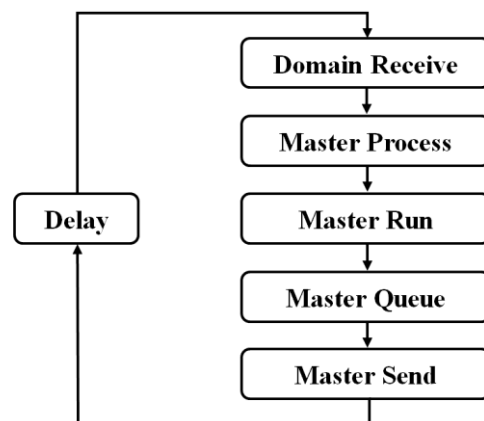 Domain Receive
Master Process
Delay
Master Run
Master Queue
Master Send